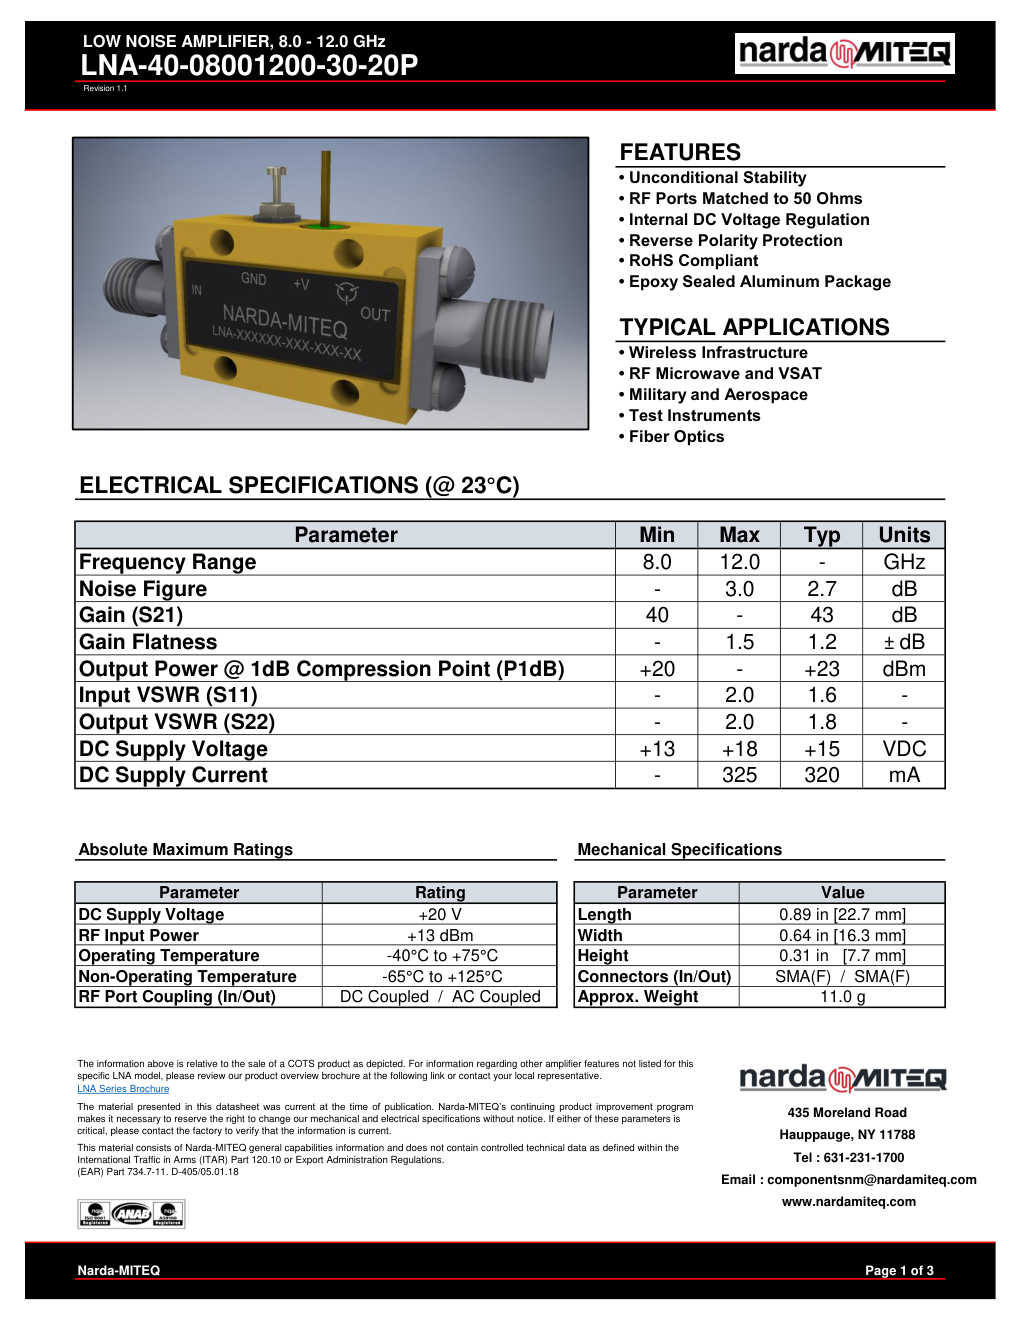 LOW NOISE AMPLIFIER, 8.0 - 12.0 GHz
LNA-40-08001200-30-20P
Revision 1.1
narda MITEQ
GND
+V
IN
OUT
NARDA-MITEQ
LNA-XXXXXX-XXX-XXX-XX
FEATURES
• Unconditional Stability
• RF Ports Matched to 50 Ohms
• Internal DC Voltage Regulation
• Reverse Polarity Protection
• RoHS Compliant
• Epoxy Sealed Aluminum Package
TYPICAL APPLICATIONS
• Wireless Infrastructure
• RF Microwave and VSAT
• Military and Aerospace
• Test Instruments
• Fiber Optics
ELECTRICAL SPECIFICATIONS (@ 23°C)
Parameter Min Max Typ Units
Frequency Range 8.0 12.0 - GHz
Noise Figure - 3.0 2.7 dB
Gain (S21) 40 - 43 dB
Gain Flatness - 1.5 1.2 ± dB
Output Power @ 1dB Compression Point (P1dB) +20 - +23 dBm
Input VSWR (S11) - 2.0 1.6 -
Output VSWR (S22) - 2.0 1.8 -
DC Supply Voltage +13 +18 +15 VDC
DC Supply Current - 325 320 mA
Absolute Maximum Ratings
Parameter Rating
DC Supply Voltage +20 V
RF Input Power +13 dBm
Operating Temperature -40°C to +75°C
Non-Operating Temperature -65°C to +125°C
RF Port Coupling (In/Out) DC Coupled / AC Coupled
Mechanical Specifications
Parameter Value
Length 0.89 in [22.7 mm]
Width 0.64 in [16.3 mm]
Height 0.31 in [7.7 mm]
Connectors (In/Out) SMA(F) / SMA(F)
Approx. Weight 11.0 g
The information above is relative to the sale of a COTS product as depicted. For information regarding other amplifier features not listed for this
specific LNA model, please review our product overview brochure at the following link or contact your local representative.
LNA Series Brochure
The material presented in this datasheet was current at the time of publication. Narda-MITEQ's continuing product improvement program
makes it necessary to reserve the right to change our mechanical and electrical specifications without notice. If either of these parameters is
critical, please contact the factory to verify that the information is current.
This material consists of Narda-MITEQ general capabilities information and does not contain controlled technical data as defined within the
International Traffic in Arms (ITAR) Part 120.10 or Export Administration Regulations.
(EAR) Part 734.7-11. D-405/05.01.18
narda MITEQ
435 Moreland Road
Hauppauge, NY 11788
Tel : 631-231-1700
Email : componentsnm@nardamiteq.com
www.nardamiteq.com
ISO 9001
Registered
ANAB
AS9100
Registered
Narda-MITEQ
Page 1 of 3